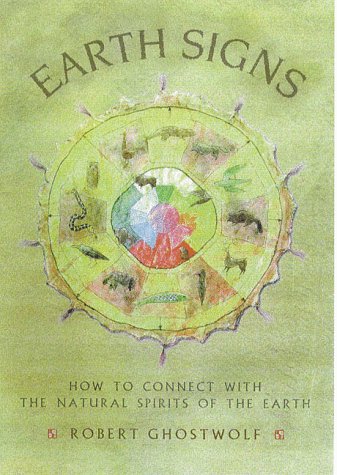 EARTH SIGNS
HOW TO CONNECT WITH
THE NATURAL SPIRITS OF THE EARTH
ROBERT GHOSTWOLF